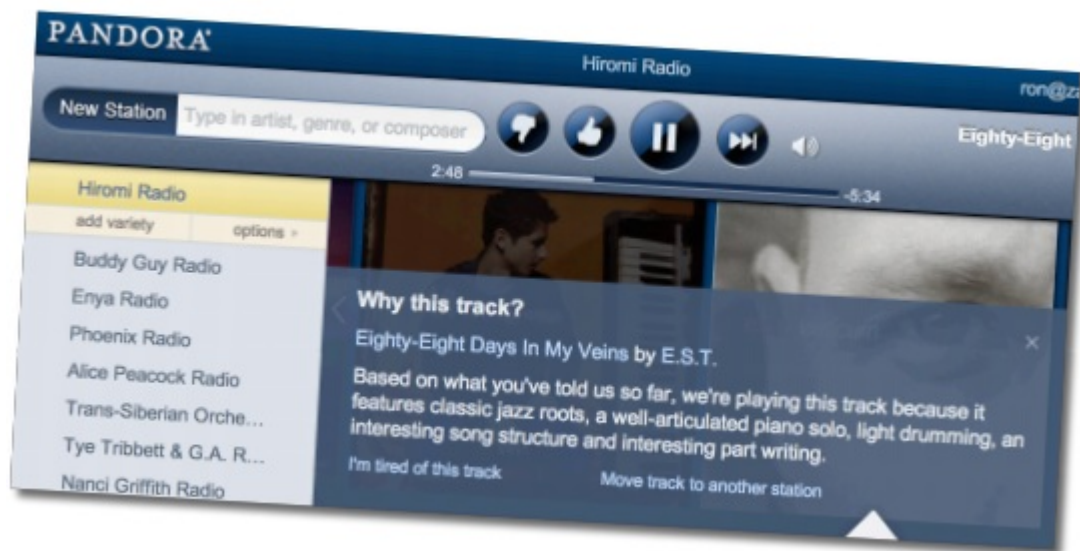 PANDORA
Hiromi Radio
ron@za
New Station
Type in artist, genre, or composer
Eighty-Eight
2:48
-5:34
Hiromi Radio
add variety
options
Buddy Guy Radio
Enya Radio
Phoenix Radio
Alice Peacock Radio
Trans-Siberian Orche...
Tye Tribbett & G.A. R...
Nanci Griffith Radio
Why this track?
Eighty-Eight Days In My Veins by E.S.T.
Based on what you've told us so far, we're playing this track because it
features classic jazz roots, a well-articulated piano solo, light drumming, an
interesting song structure and interesting part writing.
I'm tired of this track
Move track to another station